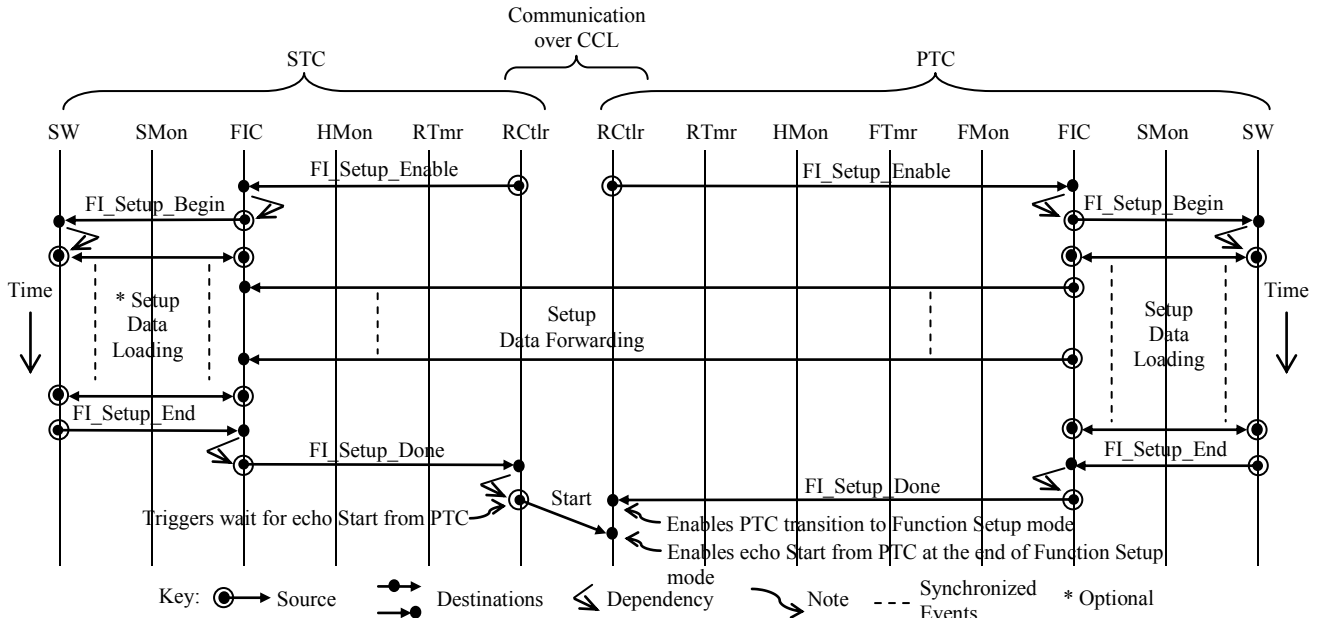 Communication
over CCL
STC
PTC
SW SMon FIC HMon RTmr RCtlr RCtlr RTmr HMon FTmr FMon FIC SMon SW
FI_Setup_Enable
FI_Setup_Enable
FI_Setup_Begin
FI_Setup_Begin
Time
* Setup
Data
Loading
Setup
Data Forwarding
Setup
Data
Loading
Time
FI_Setup_End
FI_Setup_Done
FI_Setup_End
Start
FI_Setup_Done
Triggers wait for echo Start from PTC
Enables PTC transition to Function Setup mode
Enables echo Start from PTC at the end of Function Setup
mode
Key: Source Destinations Dependency Note Synchronized
Events * Optional